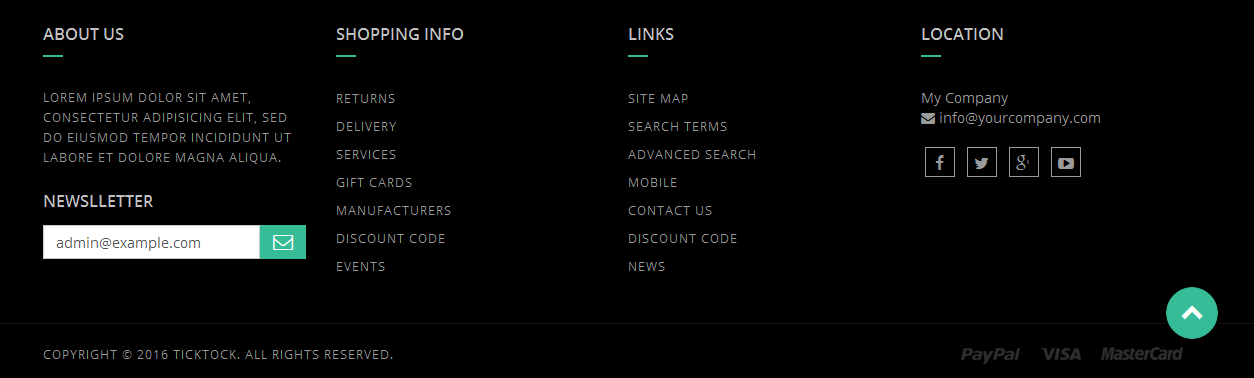 ABOUT US
LOREM IPSUM DOLOR SIT AMET,
CONSECTETUR ADIPISICING ELIT, SED
DO EIUSMOD TEMPOR INCIDIDUNT UT
LABORE ET DOLORE MAGNA ALIQUA.
NEWSLLETTER
admin@example.com
SHOPPING INFO
RETURNS
DELIVERY
SERVICES
GIFT CARDS
MANUFACTURERS
DISCOUNT CODE
EVENTS
LINKS
SITE MAP
SEARCH TERMS
ADVANCED SEARCH
MOBILE
CONTACT US
DISCOUNT CODE
NEWS
LOCATION
My Company
info@yourcompany.com
COPYRIGHT © 2016 TICKTOCK. ALL RIGHTS RESERVED.
PayPal VISA MasterCard